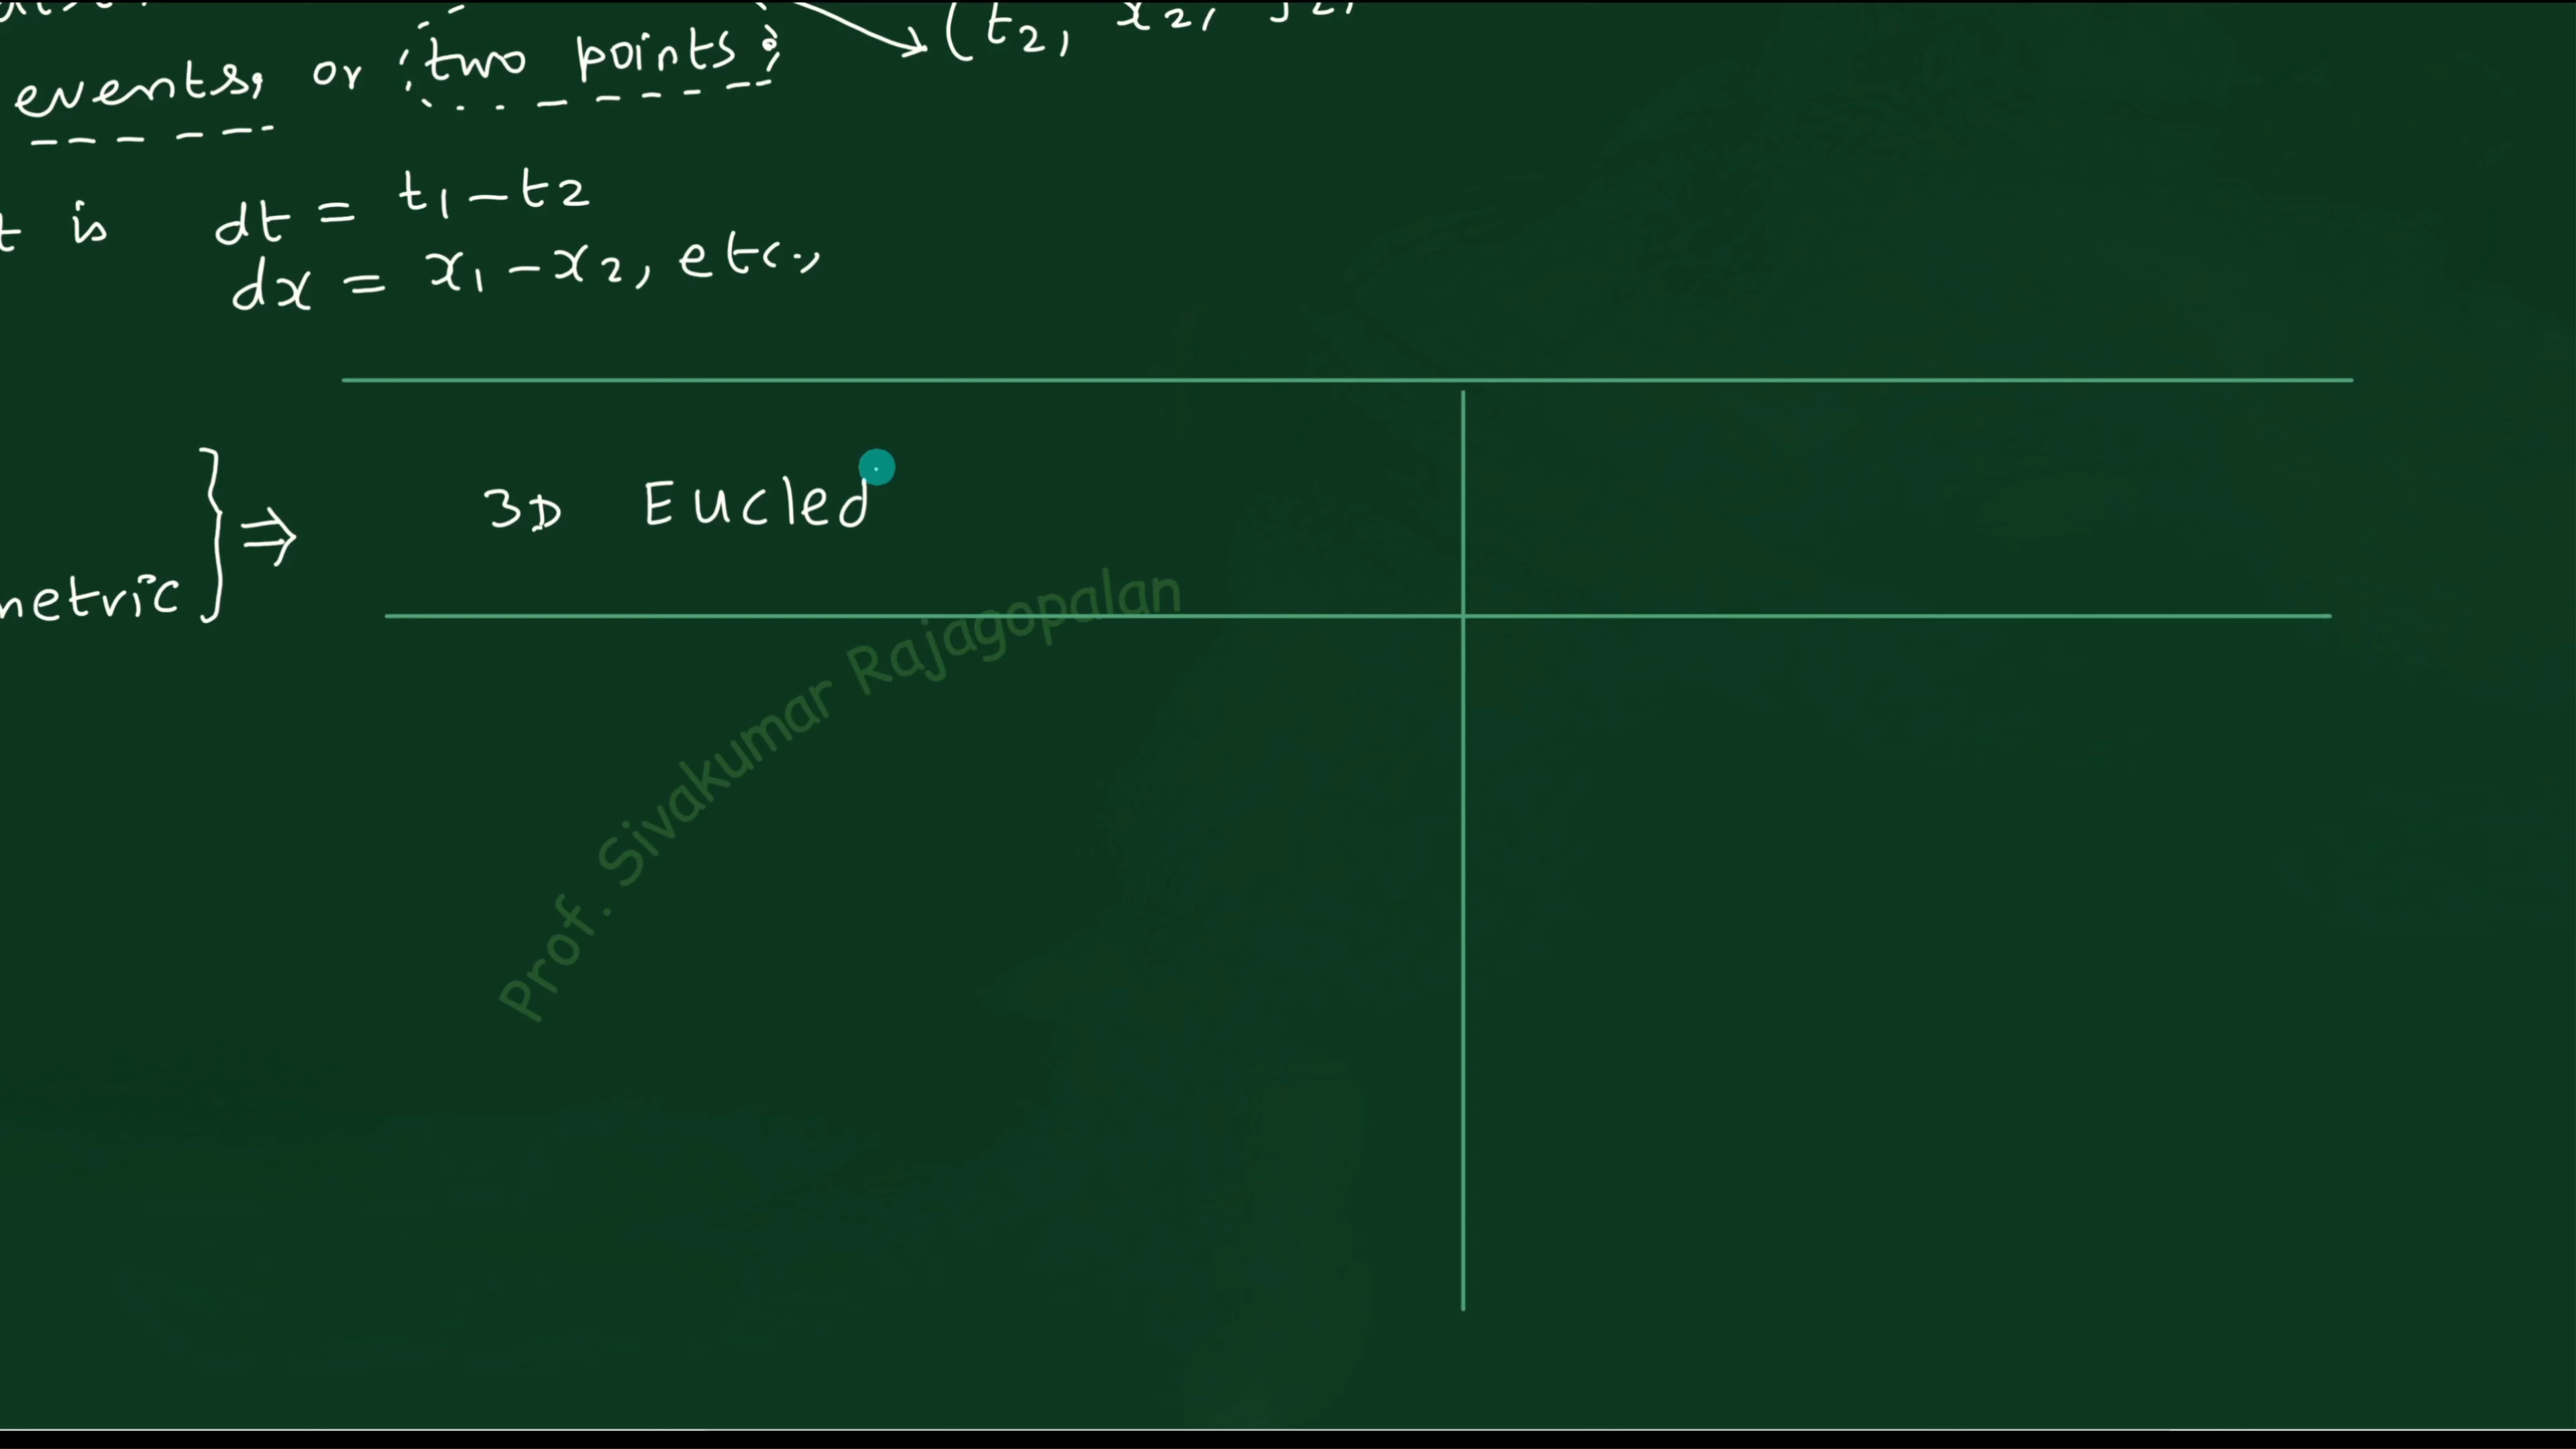 (t2, x2,
events, or two points;
t is dt = t1-t2
dx = x1-x2, etc.,
3D Eucled
metric } ⇒
Prof. Sivakumar Rajagopalan